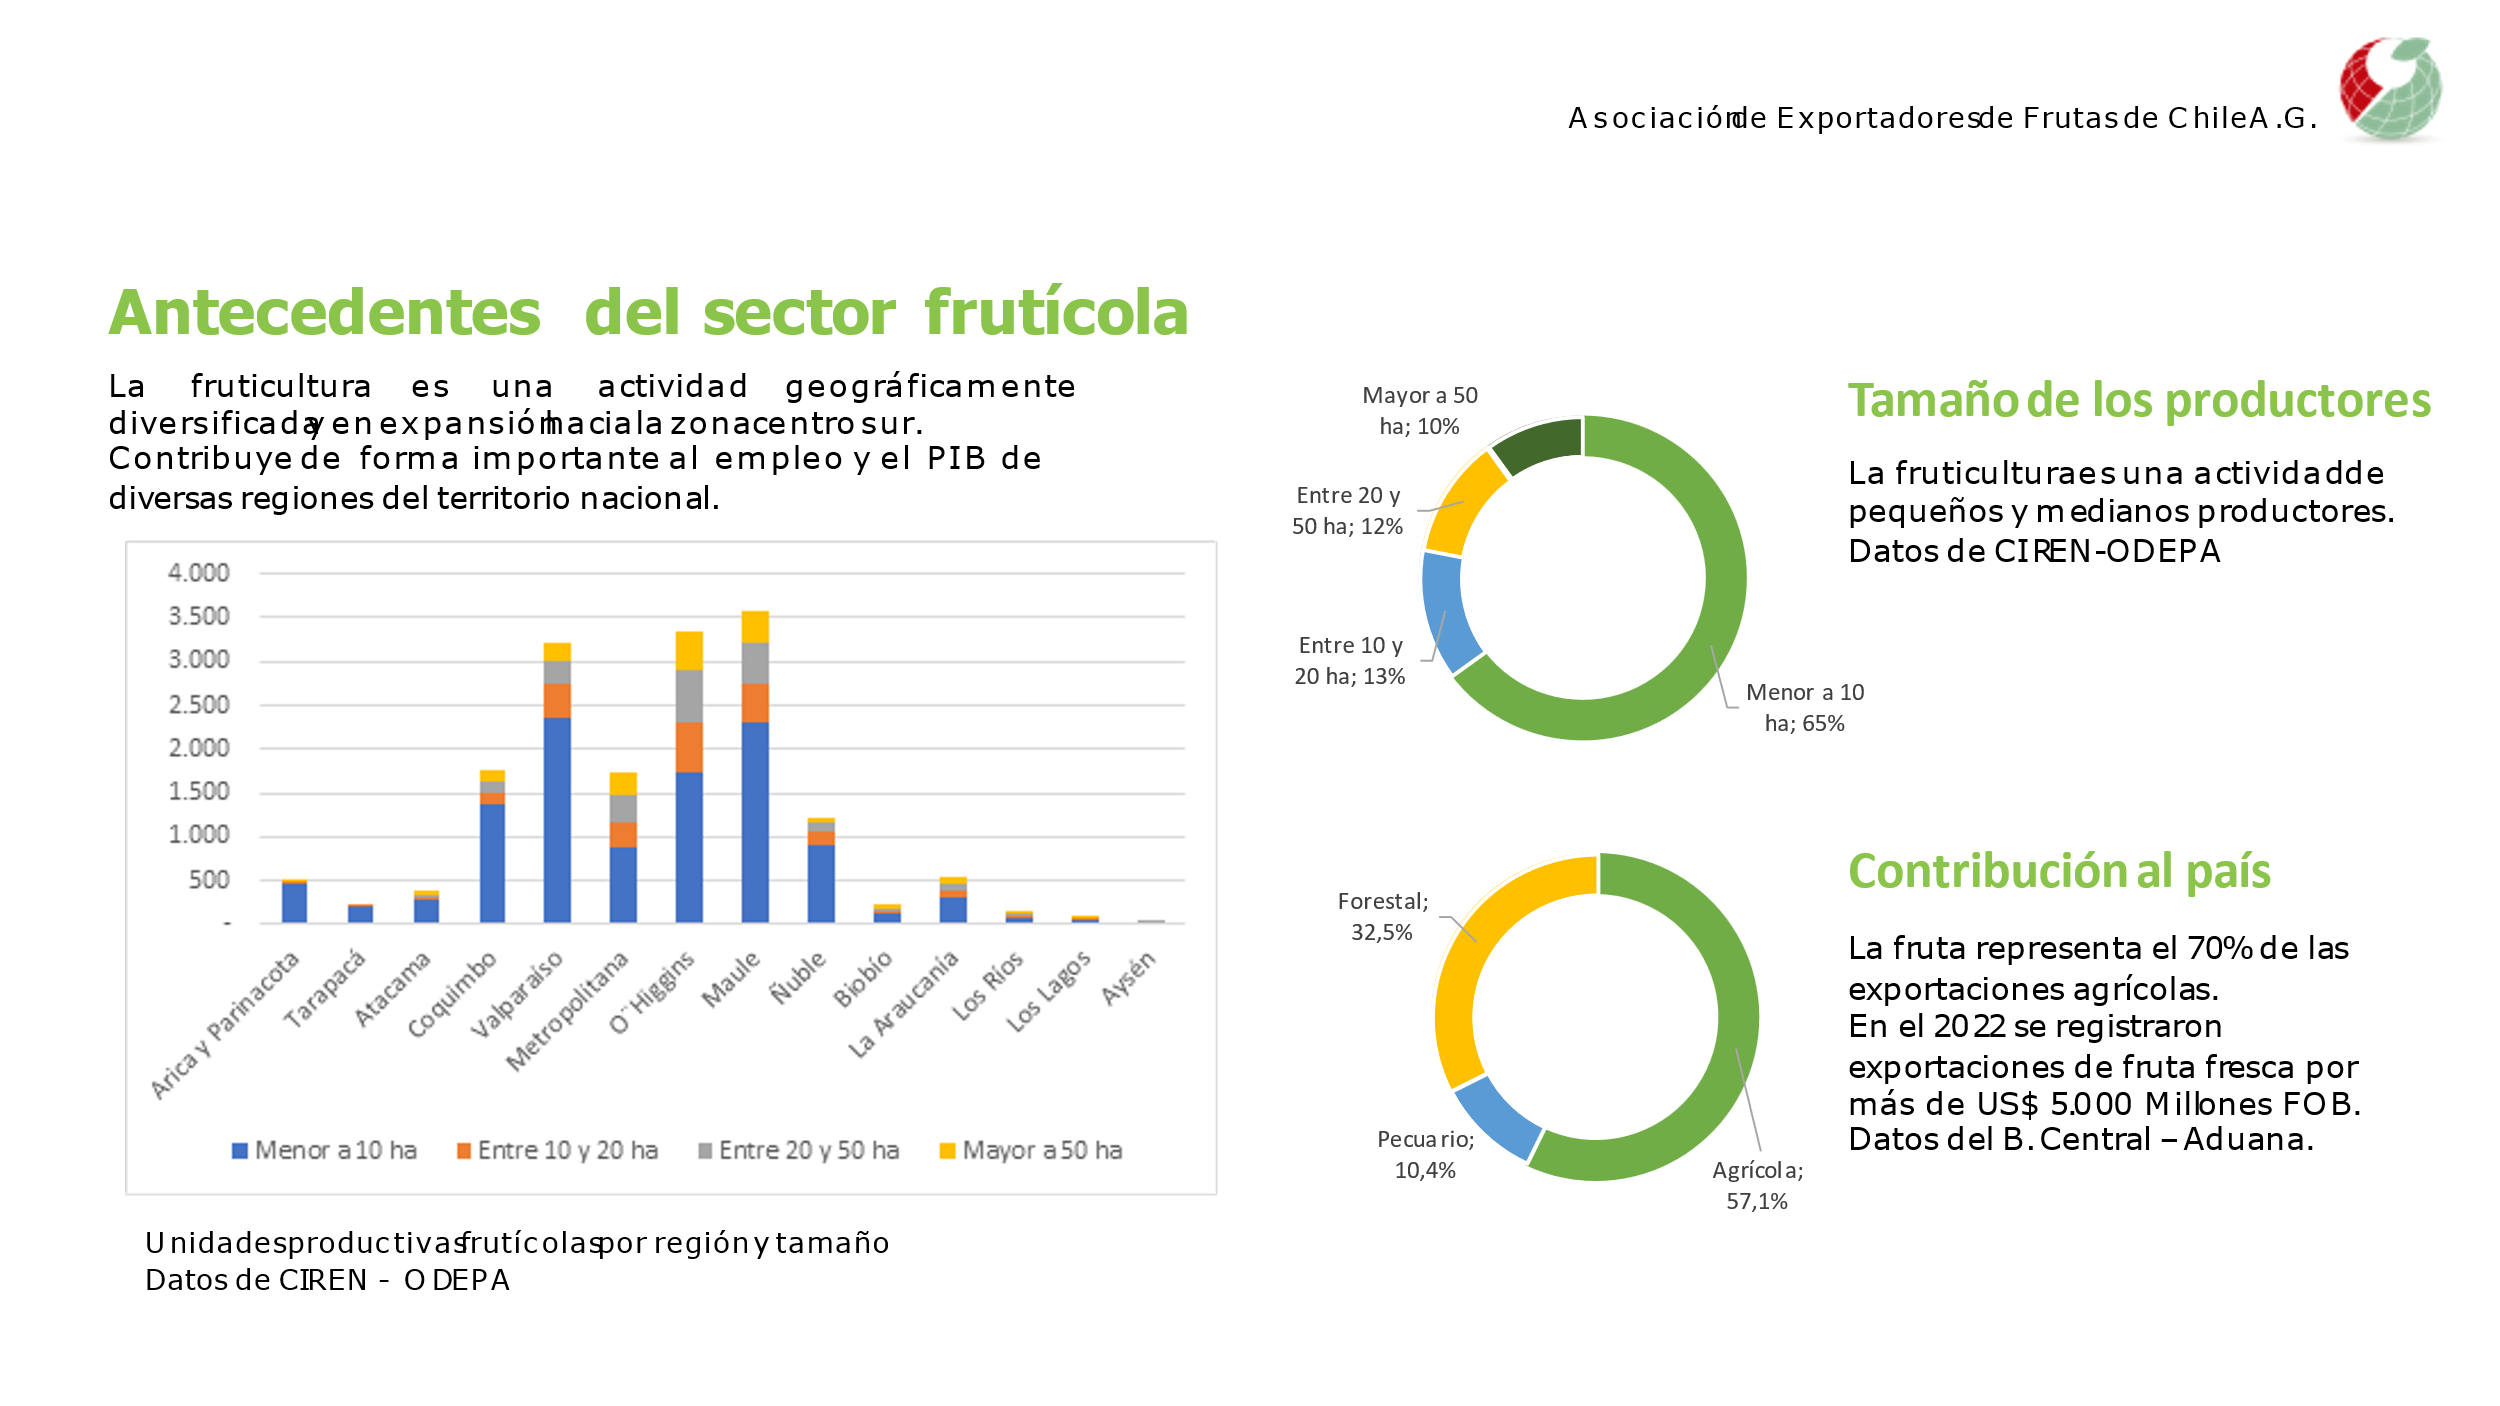 Asociación de Exportadores de Frutas de Chile A.G.
Antecedentes del sector frutícola
La fruticultura es una actividad geográficamente
diversificada y en expansión hacia la zona centro sur.
Contribuye de forma importante al empleo y el PIB de
diversas regiones del territorio nacional.
4.000
3.500
3.000
2.500
2.000
1.500
1.000
500
-
Arica y Parinacota
Tarapacá
Atacama
Coquimbo
Valparaíso
Metropolitana
O¨Higgins
Maule
Ñuble
Biobío
La Araucanía
Los Ríos
Los Lagos
Aysén
Menor a 10 ha
Entre 10 y 20 ha
Entre 20 y 50 ha
Mayor a 50 ha
Unidades productivas frutícolas por región y tamaño
Datos de CIREN - ODEPA
Mayor a 50
ha; 10%
Entre 20 y
50 ha; 12%
Entre 10 y
20 ha; 13%
Menor a 10
ha; 65%
Tamaño de los productores
La fruticultura es una actividad de
pequeños y medianos productores.
Datos de CIREN-ODEPA
Forestal;
32,5%
Pecuario;
10,4%
Agrícola;
57,1%
Contribución al país
La fruta representa el 70% de las
exportaciones agrícolas.
En el 2022 se registraron
exportaciones de fruta fresca por
más de US$ 5.000 Millones FOB.
Datos del B. Central – Aduana.